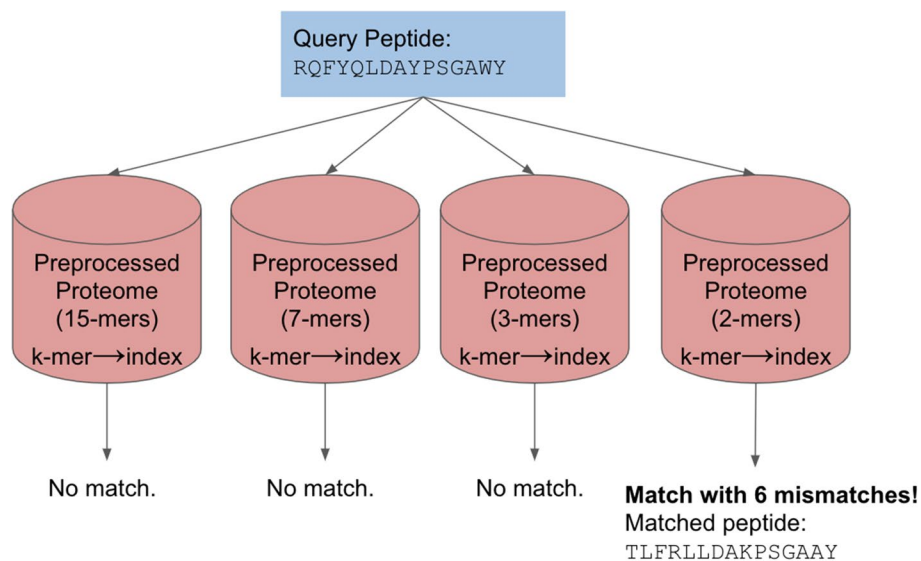 Query Peptide:
RQFYQLDAYPSGAWY
Preprocessed
Proteome
(15-mers)
k-mer→index
Preprocessed
Proteome
(7-mers)
k-mer→index
Preprocessed
Proteome
(3-mers)
k-mer→index
Preprocessed
Proteome
(2-mers)
k-mer→index
No match.
No match.
No match.
Match with 6 mismatches!
Matched peptide:
TLFRLLDAKPSGAAY